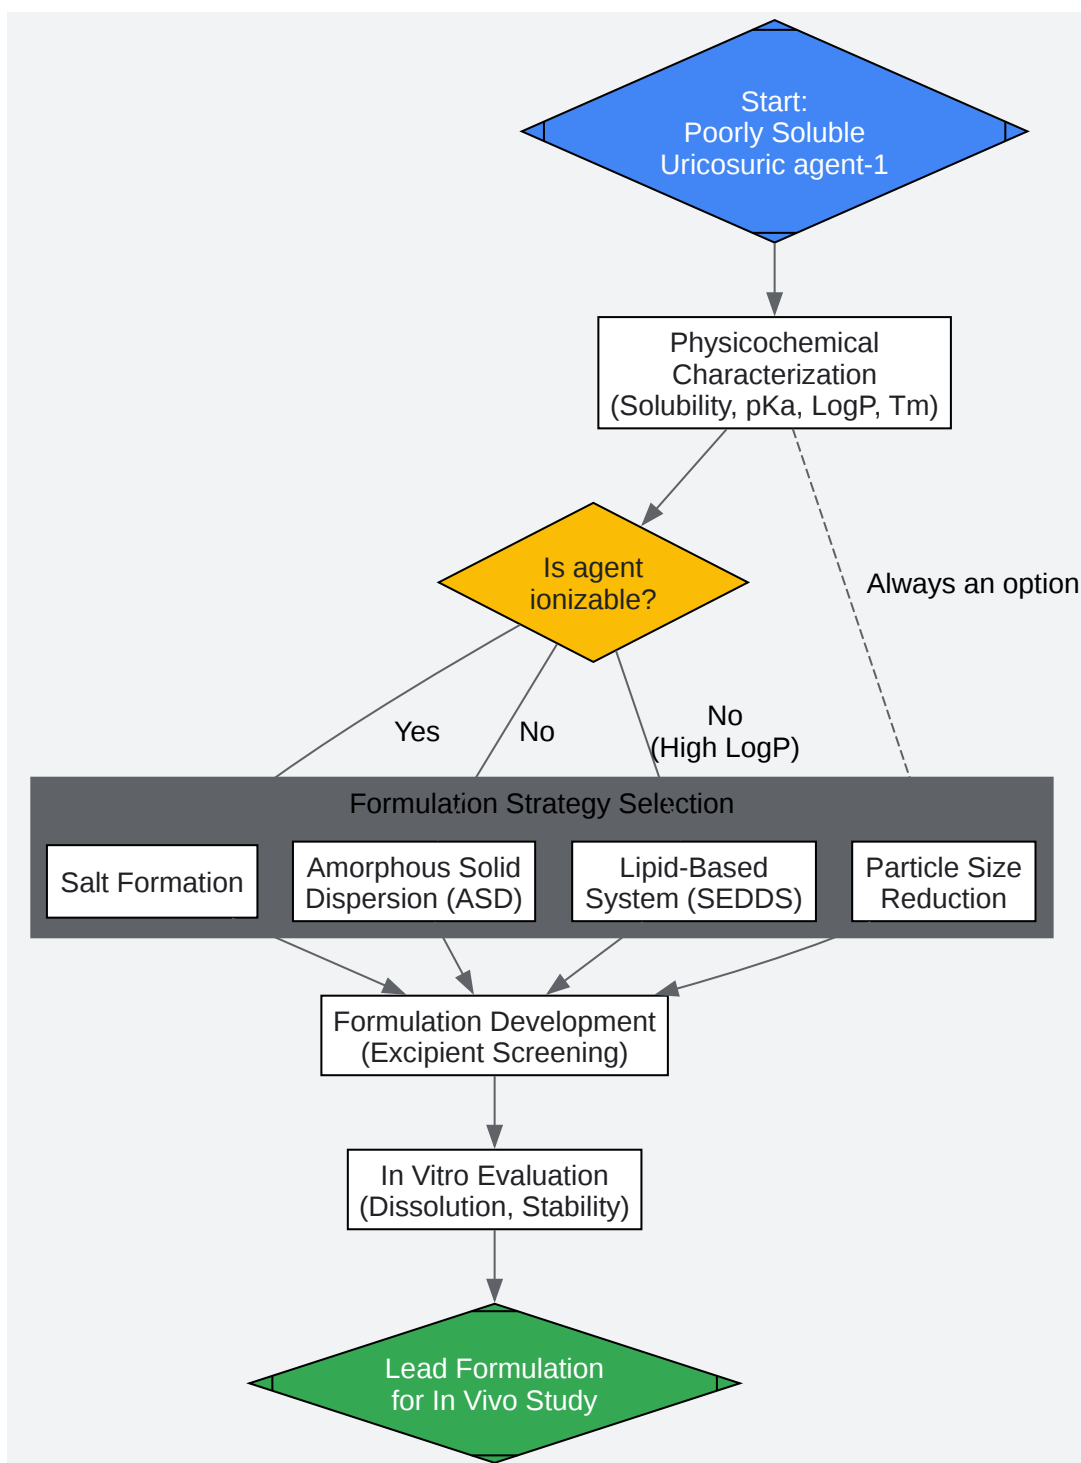 Start:
Poorly Soluble
Uricosuric agent-1
Physicochemical
Characterization
(Solubility, pKa, LogP, Tm)
Is agent
ionizable?
Always an option
Yes
No
No
(High LogP)
Formulation Strategy Selection
Salt Formation
Amorphous Solid
Dispersion (ASD)
Lipid-Based
System (SEDDS)
Particle Size
Reduction
Formulation Development
(Excipient Screening)
In Vitro Evaluation
(Dissolution, Stability)
Lead Formulation
for In Vivo Study